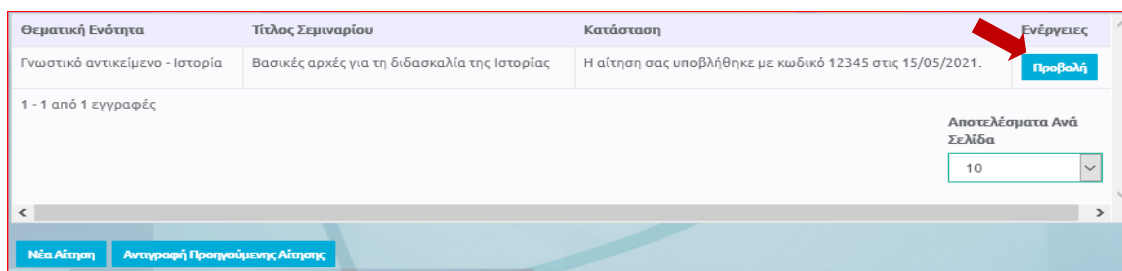 Θεματική Ενότητα Τίτλος Σεμιναρίου Κατάσταση Ενέργειες
Γνωστικό αντικείμενο - Ιστορία Βασικές αρχές για τη διδασκαλία της Ιστορίας Η αίτηση σας υποβλήθηκε με κωδικό 12345 στις 15/05/2021. Προβολή
1 - 1 από 1 εγγραφές
Αποτελέσματα Ανά
Σελίδα
10
Νέα Αίτηση Αντιγραφή Προηγούμενης Αίτησης